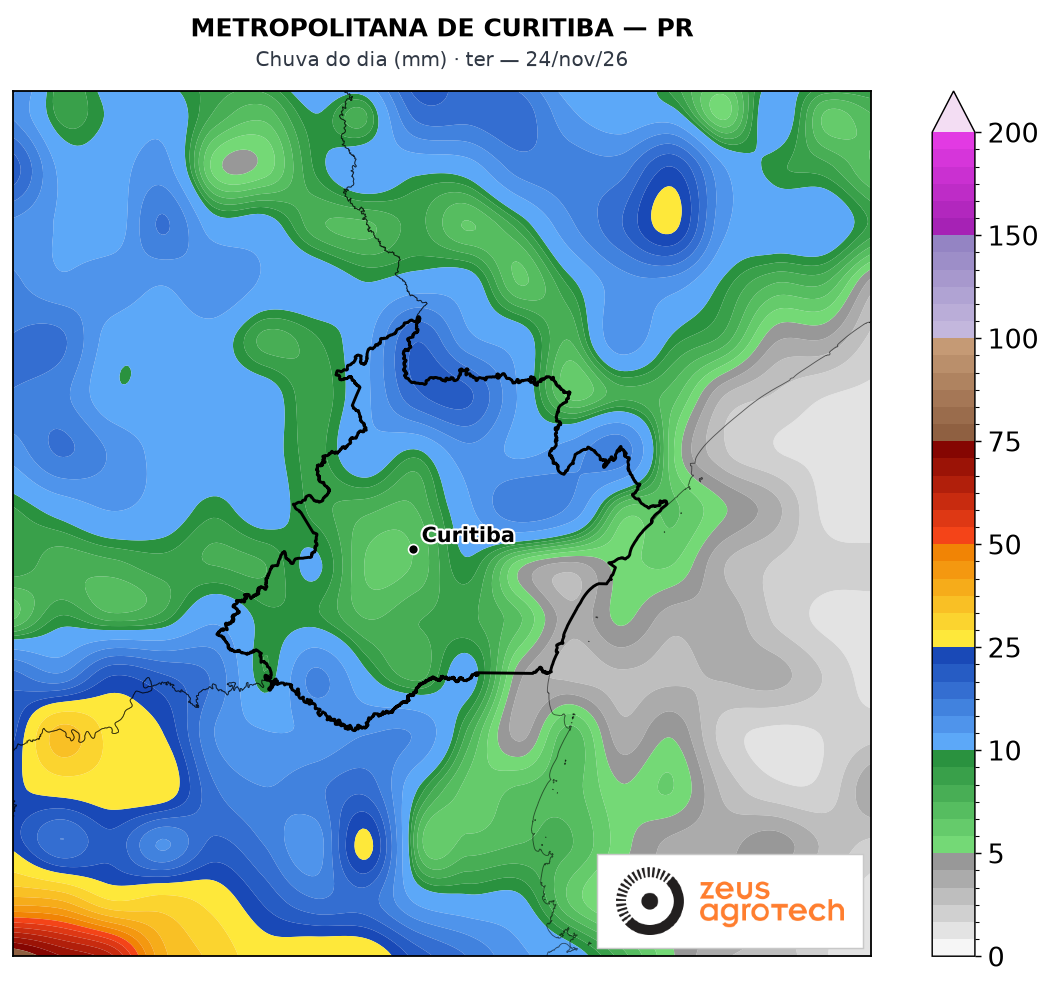 METROPOLITANA DE CURITIBA — PR
Chuva do dia (mm) · ter — 24/nov/26
200
150
100
75
50
25
10
5
0
Curitiba
zeus
agrotech